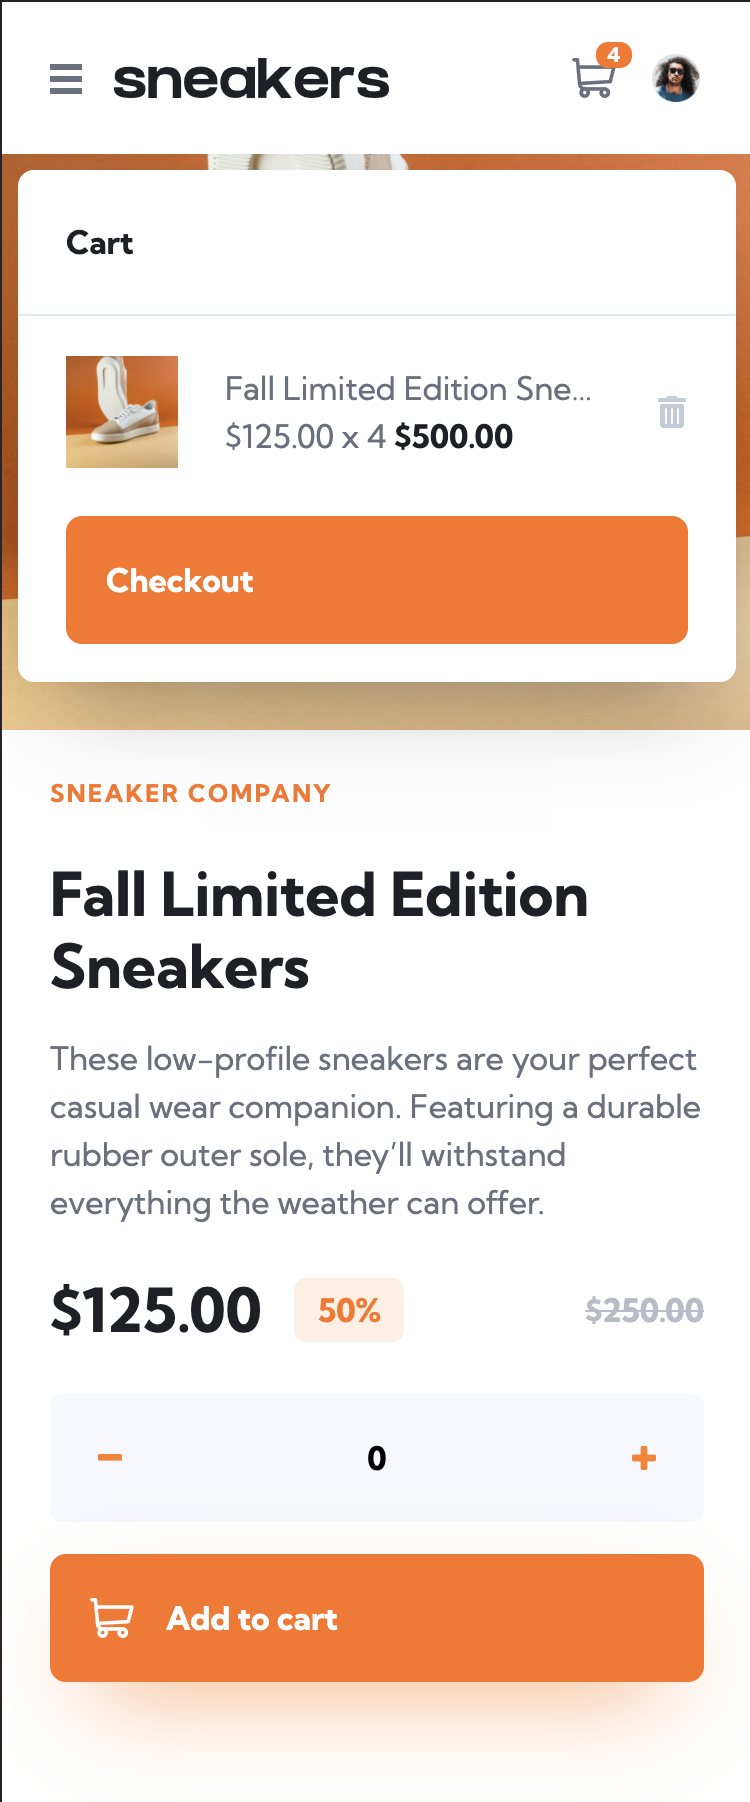 sneakers
4
Cart
Fall Limited Edition Sne...
$125.00 x 4 $500.00
Checkout
SNEAKER COMPANY
Fall Limited Edition
Sneakers
These low-profile sneakers are your perfect
casual wear companion. Featuring a durable
rubber outer sole, they’ll withstand
everything the weather can offer.
$125.00 50% $250.00
0
Add to cart